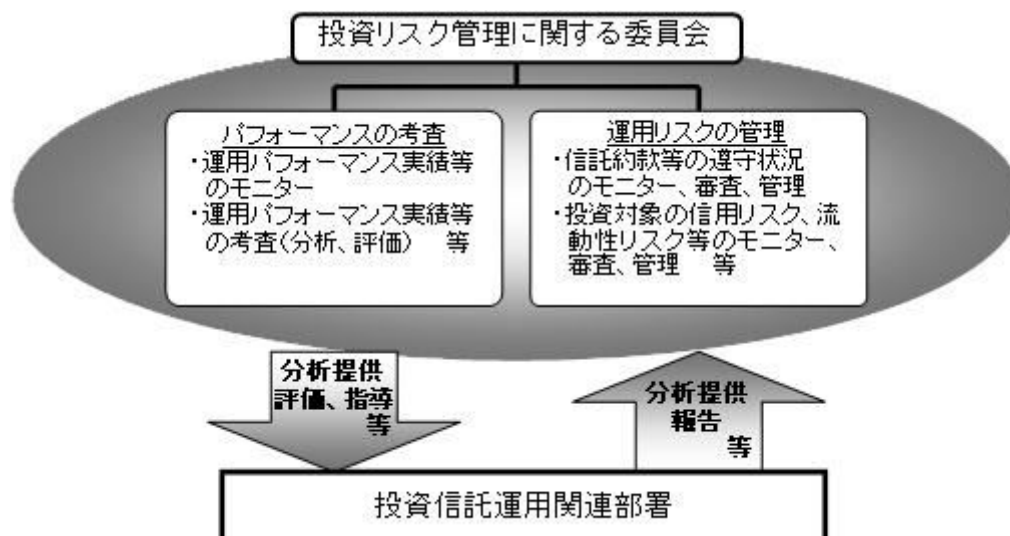 投資リスク管理に関する委員会
パフォーマンスの考査
・運用パフォーマンス実績等
のモニター
・運用パフォーマンス実績等
の考査(分析、評価) 等
運用リスクの管理
・信託約款等の遵守状況
のモニター、審査、管理
・投資対象の信用リスク、流
動性リスク等のモニター、
審査、管理 等
分析提供
評価、指導
等
分析提供
報告
等
投資信託運用関連部署